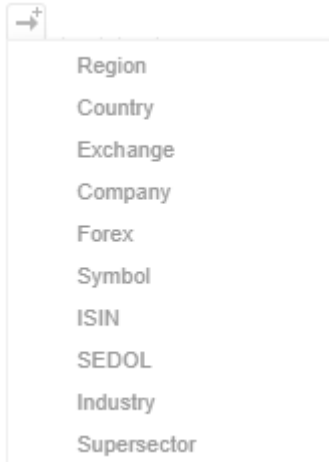 Region
Country
Exchange
Company
Forex
Symbol
ISIN
SEDOL
Industry
Supersector